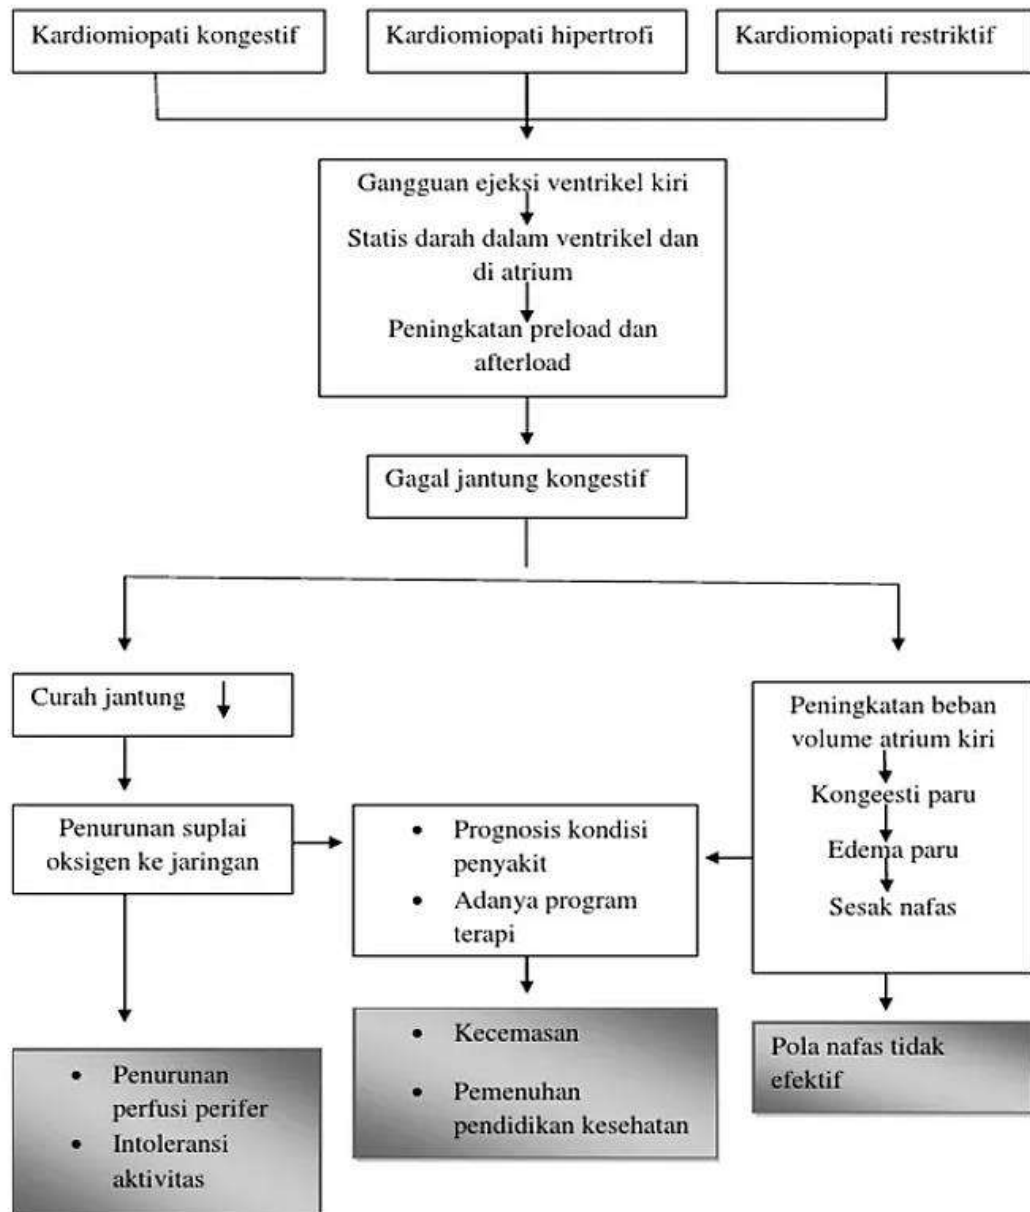 Kardiomiopati kongestif
Kardiomiopati hipertrofi
Kardiomiopati restriktif
Gangguan ejeksi ventrikel kiri
Statis darah dalam ventrikel dan
di atrium
Peningkatan preload dan
afterload
Gagal jantung kongestif
Curah jantung
Penurunan suplai
oksigen ke jaringan
• Prognosis kondisi
penyakit
• Adanya program
terapi
Peningkatan beban
volume atrium kiri
Kongeesti paru
Edema paru
Sesak nafas
• Penurunan
perfusi perifer
• Intoleransi
aktivitas
• Kecemasan
• Pemenuhan
pendidikan kesehatan
Pola nafas tidak
efektif